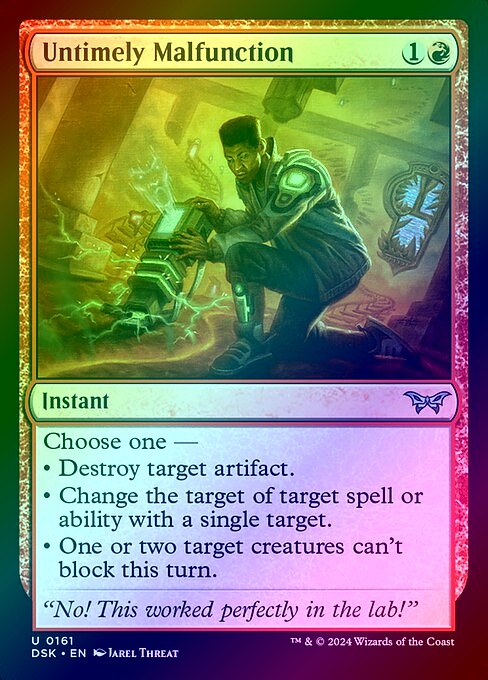 Untimely Malfunction 1
Instant
Choose one —
• Destroy target artifact.
• Change the target of target spell or
ability with a single target.
• One or two target creatures can't
block this turn.
"No! This worked perfectly in the lab!"
U 0161
DSK • EN Jarel Threat
™ & © 2024 Wizards of the Coast